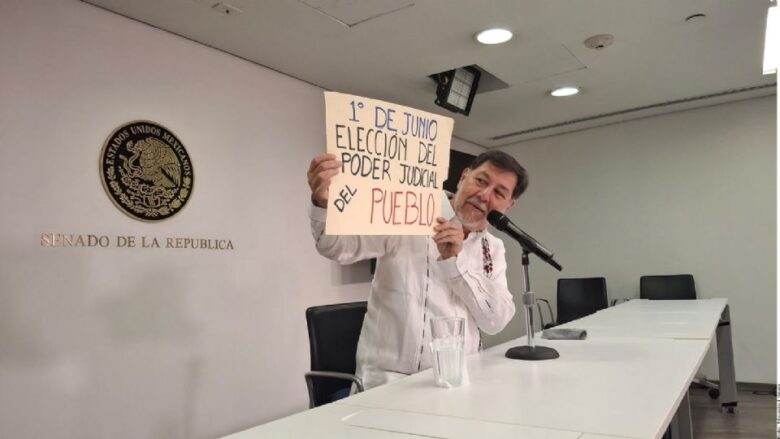 ESTADOS UNIDOS MEXICANOS
SENADO DE LA REPUBLICA
1° DE JUNIO
ELECCIÓN DEL
PODER JUDICIAL
DEL PUEBLO